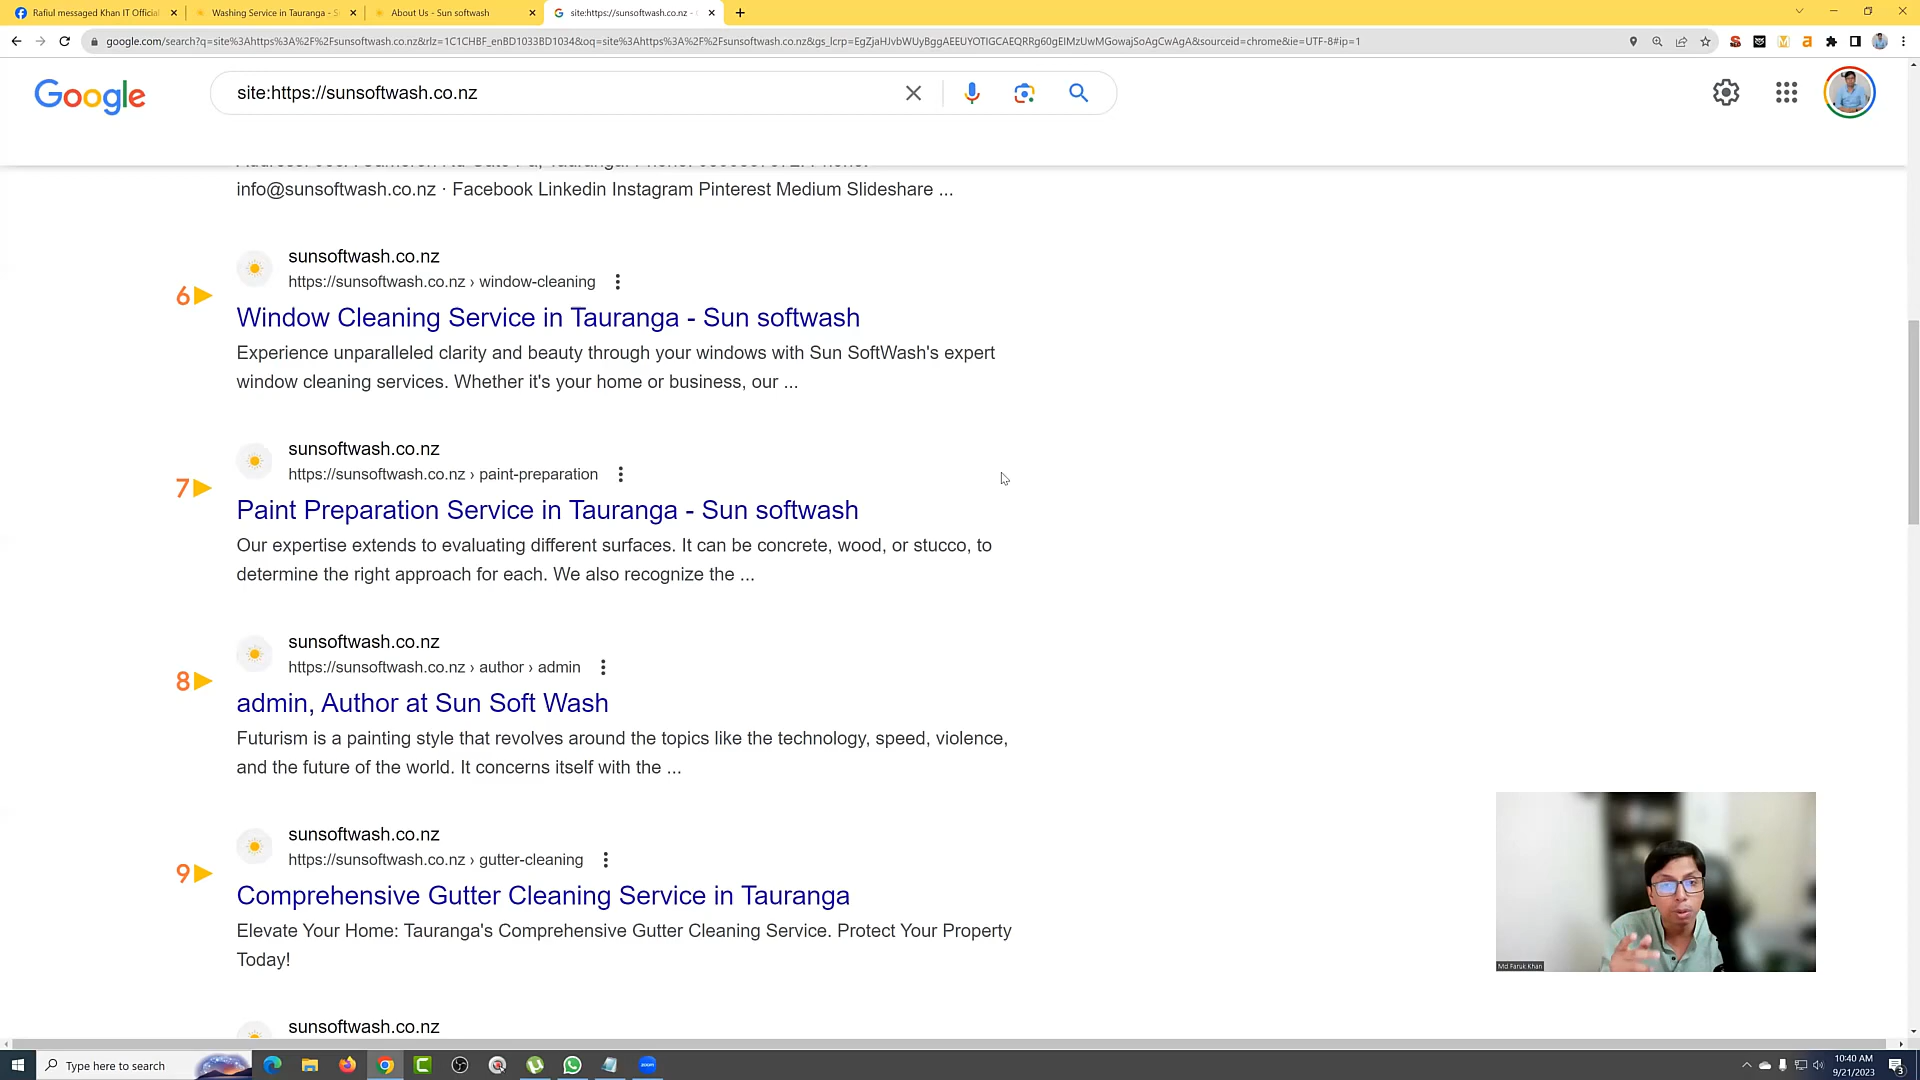 Rafiul messaged Khan IT Official
Washing Service in Tauranga - S
About Us - Sun softwash
site:https://sunsoftwash.co.nz -
google.com/search?q=site%3Ahttps%3A%2F%2Fsunsoftwash.co.nz&rlz=1C1CHBF_enBD1033BD1034&oq=site%3Ahttps%3A%2F%2Fsunsoftwash.co.nz&gs_lcrp=EgZjaHJvbWUyBggAEEUYOTIGCAEQRRg60gEIMzUwMGowajSoAgCwAgA&sourceid=chrome&ie=UTF-8#ip=1
Google
site:https://sunsoftwash.co.nz
info@sunsoftwash.co.nz · Facebook Linkedin Instagram Pinterest Medium Slideshare ...
sunsoftwash.co.nz
https://sunsoftwash.co.nz › window-cleaning
6
Window Cleaning Service in Tauranga - Sun softwash
Experience unparalleled clarity and beauty through your windows with Sun SoftWash's expert
window cleaning services. Whether it's your home or business, our ...
sunsoftwash.co.nz
https://sunsoftwash.co.nz › paint-preparation
7
Paint Preparation Service in Tauranga - Sun softwash
Our expertise extends to evaluating different surfaces. It can be concrete, wood, or stucco, to
determine the right approach for each. We also recognize the ...
sunsoftwash.co.nz
https://sunsoftwash.co.nz › author › admin
8
admin, Author at Sun Soft Wash
Futurism is a painting style that revolves around the topics like the technology, speed, violence,
and the future of the world. It concerns itself with the ...
sunsoftwash.co.nz
https://sunsoftwash.co.nz › gutter-cleaning
9
Comprehensive Gutter Cleaning Service in Tauranga
Elevate Your Home: Tauranga's Comprehensive Gutter Cleaning Service. Protect Your Property
Today!
sunsoftwash.co.nz
Md Faruk Khan
Type here to search
zoom
10:40 AM
9/21/2023
3